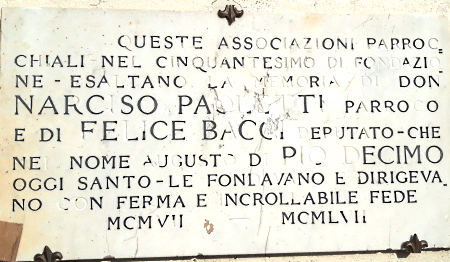 QUESTE ASSOCIAZIONI PARROC=
CHIALI-NEL CINQUANTESIMO DI FONDAZIO=
NE-ESALTANO LA MEMORIA DI DON
NARCISO PAOLETTI PARROCO
E DI FELICE BACCI DEPUTATO-CHE
NEL NOME AUGUSTO DI PIO DECIMO
OGGI SANTO-LE FONDAVANO E DIRIGEVA=
NO CON FERMA E INCROLLABILE FEDE
MCMVII MCMLVII